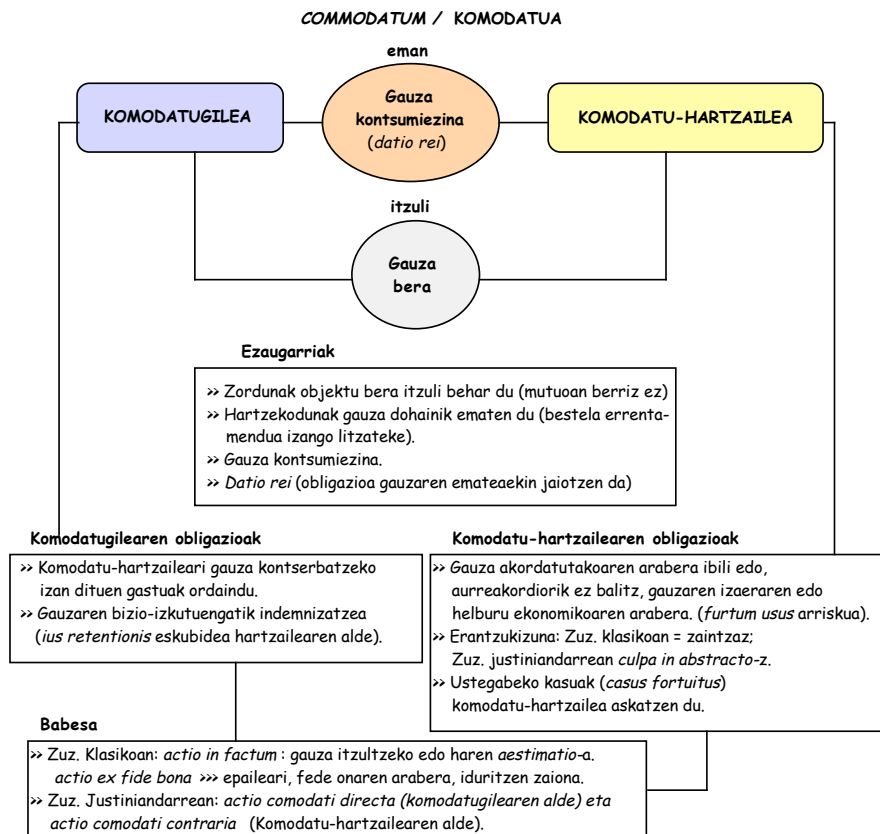 COMMODATUM / KOMODATUA
eman
KOMODATUGILEA
Gauza
kontsumiezina
(datio rei)
KOMODATU-HARTZAILEA
itzuli
Gauza
bera
Ezaugarriak
>> Zordunak objektu bera itzuli behar du (mutuoan berriz ez)
>> Hartzekodunak gauza dohainik ematen du (bestela errenta-
mendua izango litzateke).
>> Gauza kontsumiezina.
>> Datio rei (obligazioa gauzaren emateaekin jaiotzen da)
Komodatugilearen obligazioak
>> Komodatu-hartzaileari gauza kontserbatzeko
izan dituen gastuak ordaindu.
>> Gauzaren bizio-izkutuengatik indemnizatzea
(ius retentionis eskubidea hartzailearen alde).
Komodatu-hartzailearen obligazioak
>> Gauza akordatutakoaren arabera ibili edo,
aurreakordiorik ez balitz, gauzaren izaeraren edo
helburu ekonomikoaren arabera. (furtum usus arriskua).
>> Erantzukizuna: Zuz. klasikoan = zaintzaz;
Zuz. justiniandarrean culpa in abstracto-z.
>> Ustegabeko kasuak (casus fortuitus)
komodatu-hartzailea askatzen du.
Babesa
>> Zuz. Klasikoan: actio in factum : gauza itzultzeko edo haren aestimatio-a.
actio ex fide bona >>> epaileari, fede onaren arabera, iduritzen zaiona.
>> Zuz. Justiniandarrean: actio comodati directa (komodatugilearen alde) eta
actio comodati contraria (Komodatu-hartzailearen alde).